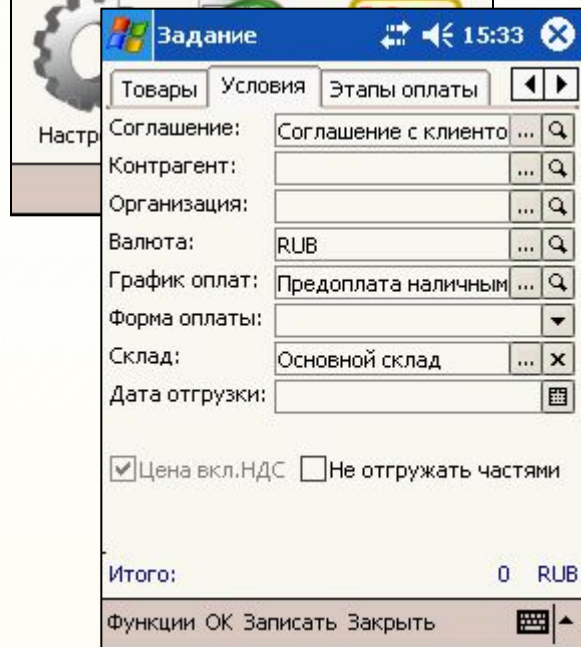 Задание 15:33
Товары Условия Этапы оплаты
Настр
Соглашение: Соглашение с клиенто ...
Контрагент: ...
Организация: ...
Валюта: RUB ...
График оплат: Предоплата наличным ...
Форма оплаты:
Склад: Основной склад ...
Дата отгрузки:
Цена вкл.НДС Не отгружать частями
Итого: 0 RUB
Функции ОК Записать Закрыть